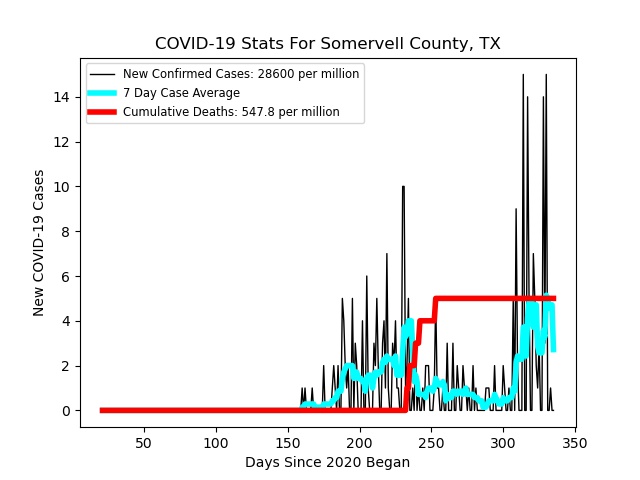 COVID-19 Stats For Somervell County, TX
New Confirmed Cases: 28600 per million
7 Day Case Average
Cumulative Deaths: 547.8 per million
New COVID-19 Cases
14
12
10
8
6
4
2
0
50 100 150 200 250 300 350
Days Since 2020 Began